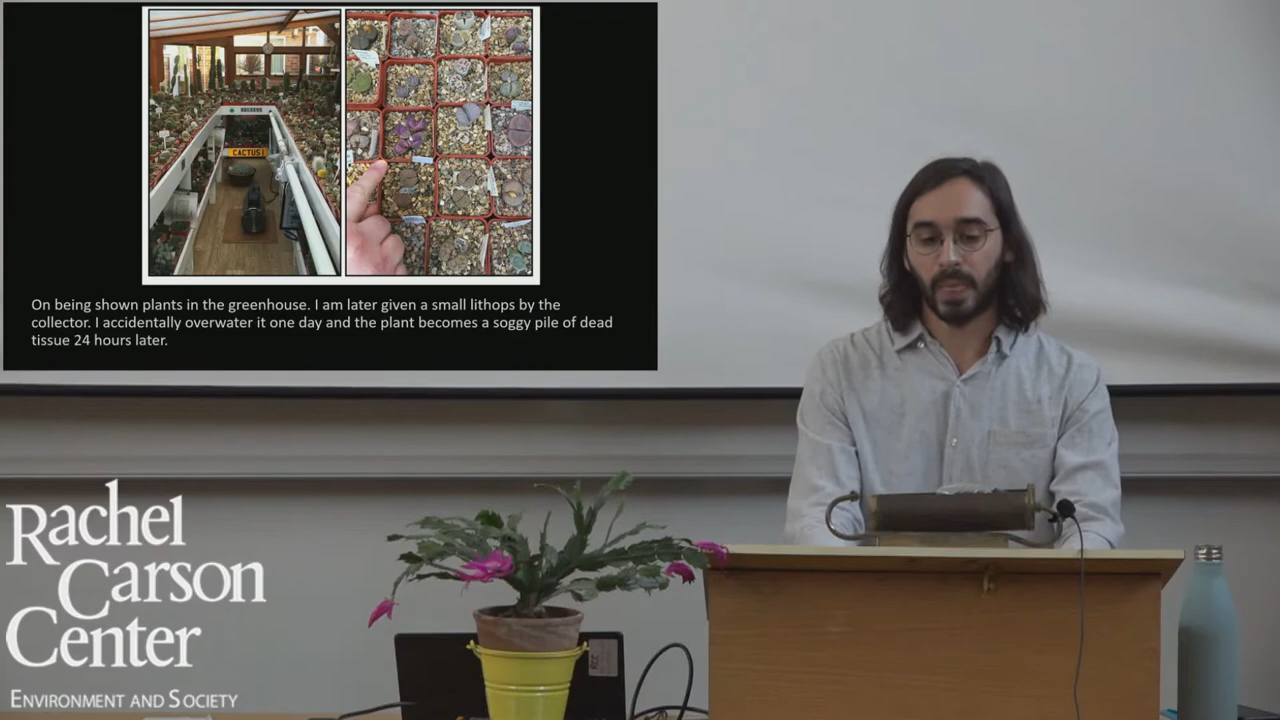 CACTUS1
On being shown plants in the greenhouse. I am later given a small lithops by the
collector. I accidentally overwater it one day and the plant becomes a soggy pile of dead
tissue 24 hours later.
Rachel
Carson
Center
ENVIRONMENT AND SOCIETY
RCC